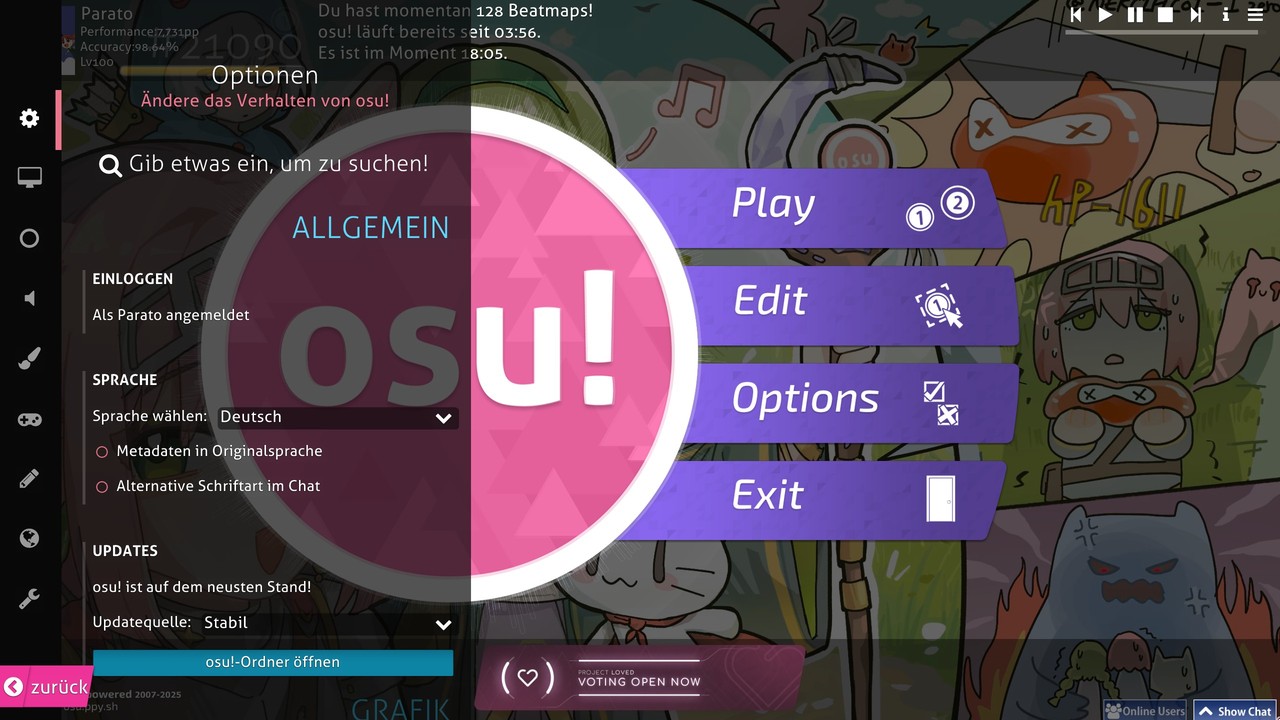 Parato
Performance:7,731pp
Accuracy:98.64%
Lv100
#21090
Du hast momentan 128 Beatmaps!
osu! läuft bereits seit 03:56.
Es ist im Moment 18:05.
Optionen
Ändere das Verhalten von osu!
Gib etwas ein, um zu suchen!
ALLGEMEIN
EINLOGGEN
Als Parato angemeldet
SPRACHE
Sprache wählen: Deutsch
Metadaten in Originalsprache
Alternative Schriftart im Chat
UPDATES
osu! ist auf dem neusten Stand!
Updatequelle: Stabil
osu!-Ordner öffnen
GRAFIK
zurück
powered 2007-2025
osu.ppy.sh
osu!
Play
1 2
Edit
1
Options
Exit
osu
HP-1611
PROJECT LOVED
VOTING OPEN NOW
Online Users
Show Chat